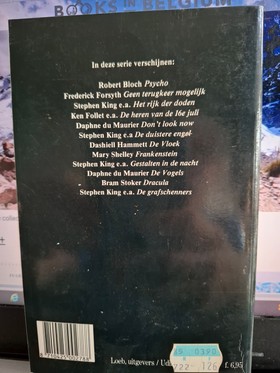 BOOKS IN BELGIUM
In deze serie verschijnen:
Robert Bloch Psycho
Frederick Forsyth Geen terugkeer mogelijk
Stephen King e.a. Het rijk der doden
Ken Follet e.a. De heren van de 16e juli
Daphne du Maurier Don't look now
Stephen King e.a. De duistere engel
Dashiell Hammett De Vloek
Mary Shelley Frankenstein
Stephen King e.a. Gestalten in de nacht
Daphne du Maurier De Vogels
Bram Stoker Dracula
Stephen King e.a. De grafschenners
Loeb, uitgevers /
f. 6,95